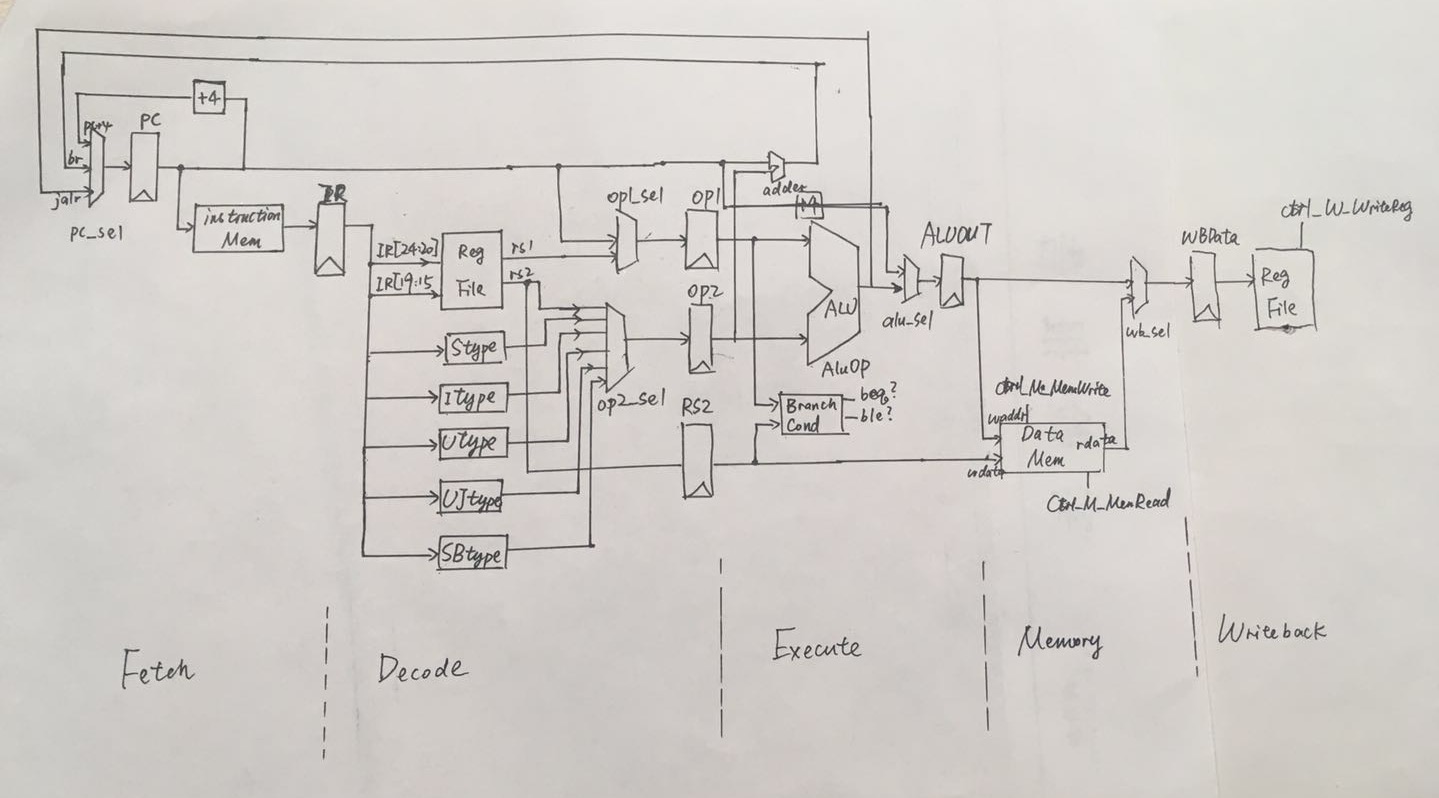 +4
PC+4
PC
br
jalr
pc_sel
instruction
Mem
IR
IR[24:20]
IR[19:15
Reg
File
rs1
rs2
Stype
Itype
Utype
UJtype
SBtype
op1_sel
op2_sel
OP1
OP2
RS2
adder
+4
ALU
AluOP
Branch
Cond
beq?
ble?
alu_sel
ALUOUT
Ctrl_M_MemWrite
waddr
Data
Mem
rdata
wdata
Ctrl_M_MemRead
wb_sel
WBData
Ctrl_W_WriteReg
Reg
File
Fetch
Decode
Execute
Memory
Writeback